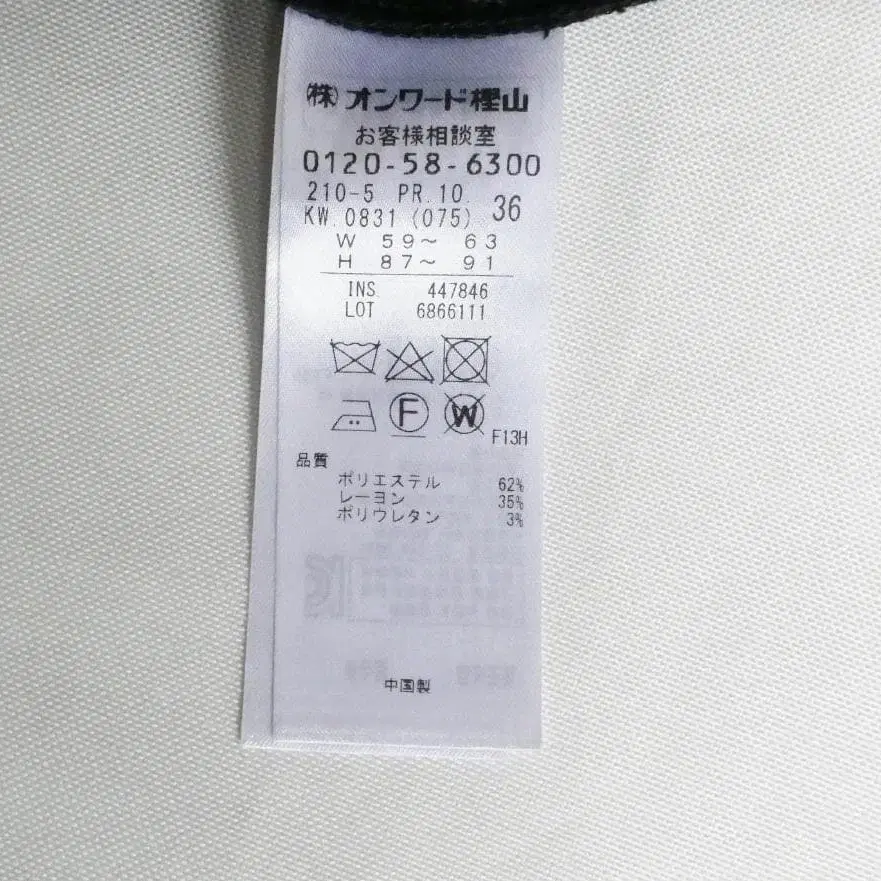 (株)オンワード樫山
お客様相談室
0120-58-6300
210-5 PR.10. 36
KW.0831(075)
W 59～ 63
H 87～ 91
INS. 447846
LOT 6866111
F W
F13H
品質
ポリエステル 62%
レーヨン 35%
ポリウレタン 3%
中国製